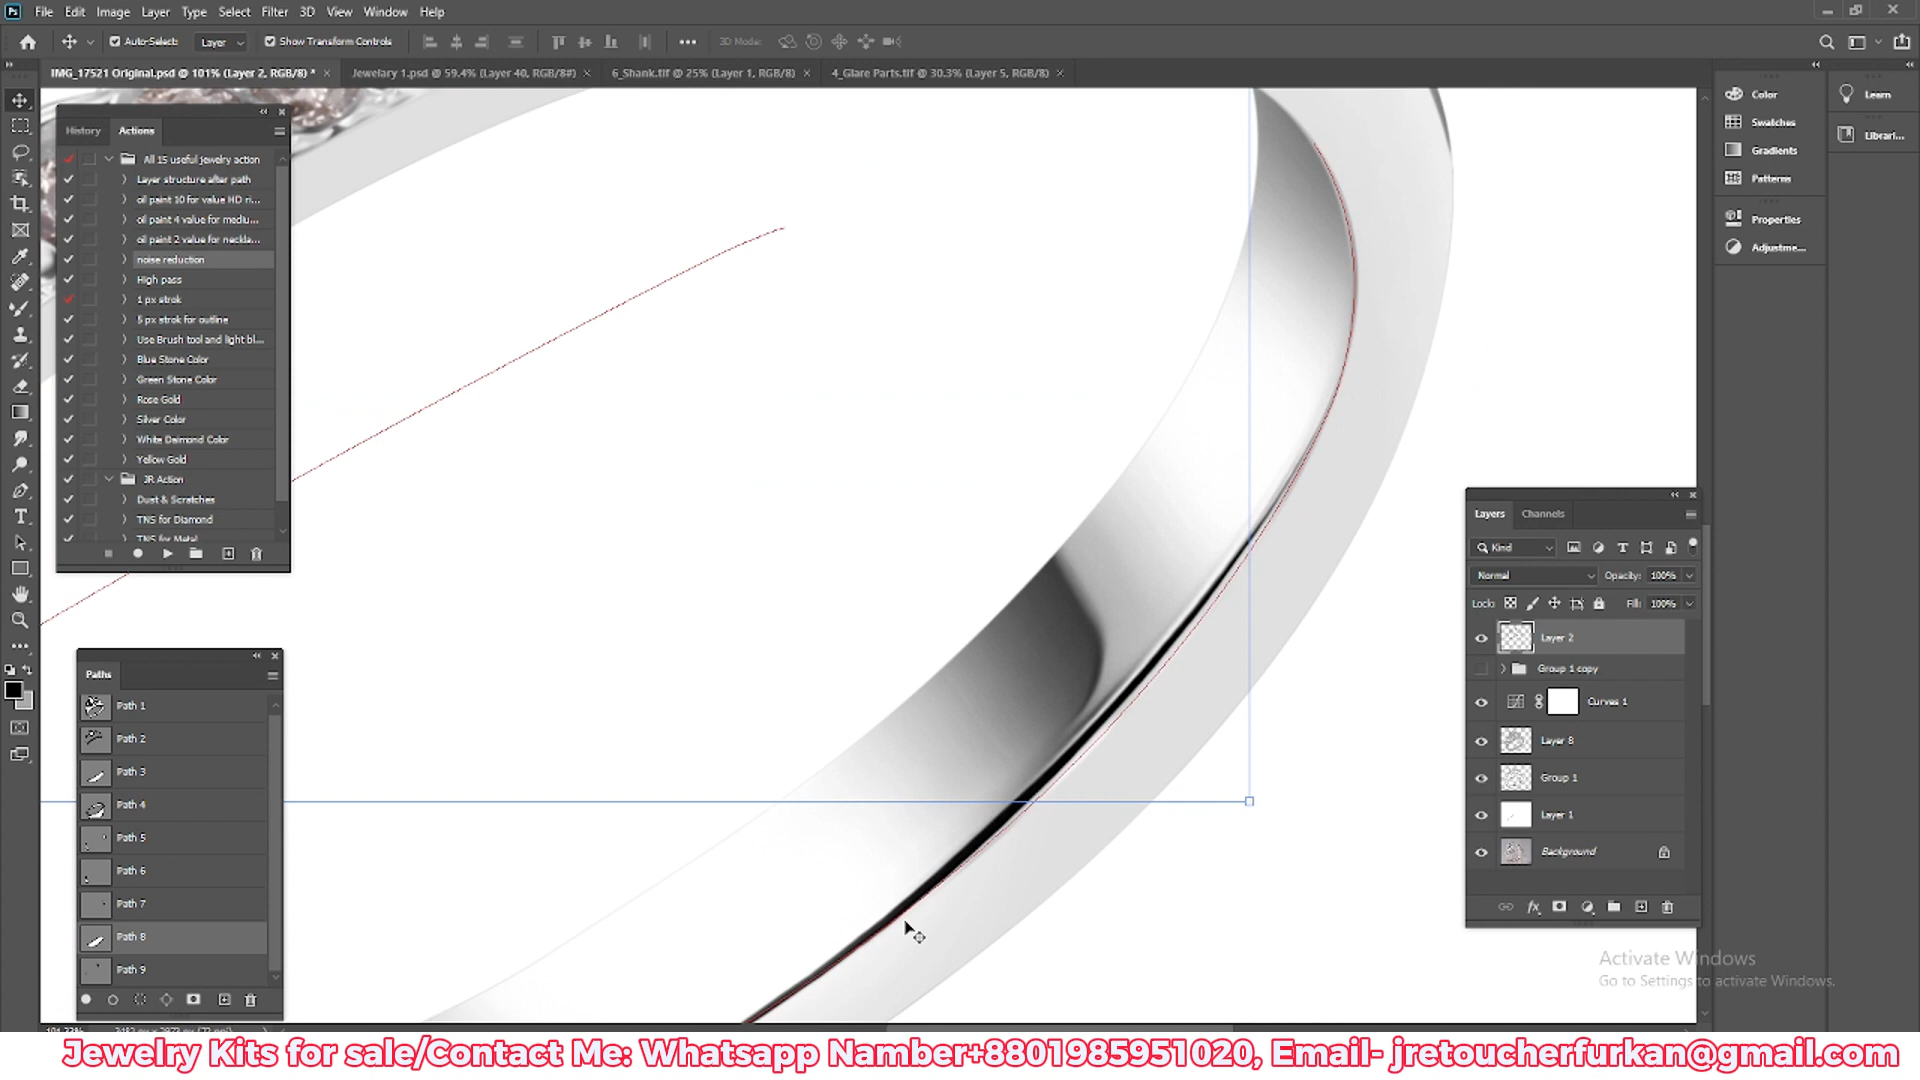 Ps File Edit Image Layer Type Select Filter 3D View Window Help
Auto-Select: Layer Show Transform Controls 3D Mode:
IMG_17521 Original.psd @ 101% (Layer 2, RGB/8) * × Jewelary 1.psd @ 59.4% (Layer 40, RGB/8#) × 6_Shank.tif @ 25% (Layer 1, RGB/8) × 4_Glare Parts.tif @ 30.3% (Layer 5, RGB/8) ×
History Actions
All 15 useful jewelry action
Layer structure after path
oil paint 10 for value HD ri...
oil paint 4 value for mediu...
oil paint 2 value for neckla...
noise reduction
High pass
1 px strok
5 px strok for outline
Use Brush tool and light bl...
Blue Stone Color
Green Stone Color
Rose Gold
Silver Color
White Daimond Color
Yellow Gold
JR Action
Dust & Scratches
TNS for Diamond
TNS for Metal
Paths
Path 1
Path 2
Path 3
Path 4
Path 5
Path 6
Path 7
Path 8
Path 9
Color
Swatches
Gradients
Patterns
Properties
Adjustme...
Learn
Librari...
Layers Channels
Kind
Normal Opacity: 100%
Lock: Fill: 100%
Layer 2
Group 1 copy
Curves 1
Layer 8
Group 1
Layer 1
Background
Activate Windows
Go to Settings to activate Windows.
Jewelry Kits for sale/Contact Me: Whatsapp Namber+8801985951020, Email- jretoucherfurkan@gmail.com